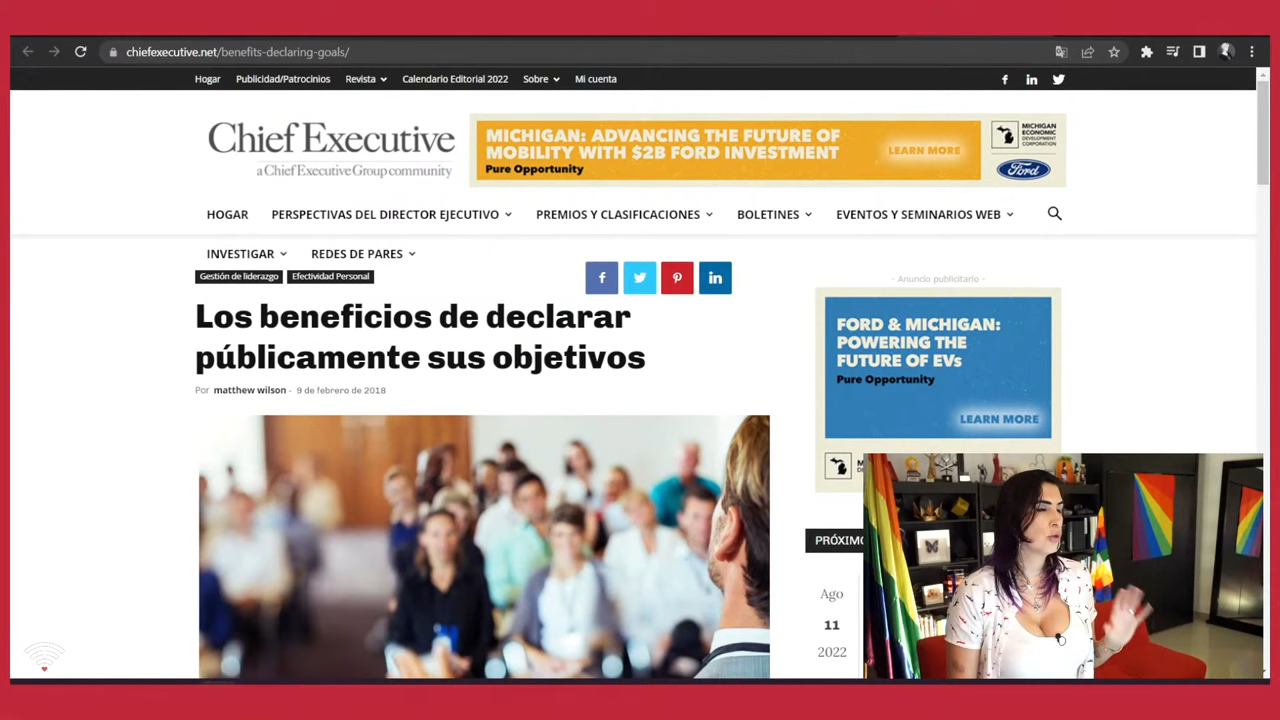 chiefexecutive.net/benefits-declaring-goals/
Hogar Publicidad/Patrocinios Revista Calendario Editorial 2022 Sobre Mi cuenta
Chief Executive
a Chief Executive Group community
MICHIGAN: ADVANCING THE FUTURE OF
MOBILITY WITH $2B FORD INVESTMENT
Pure Opportunity
LEARN MORE
MICHIGAN
ECONOMIC
DEVELOPMENT
CORPORATION
Ford
HOGAR PERSPECTIVAS DEL DIRECTOR EJECUTIVO PREMIOS Y CLASIFICACIONES BOLETINES EVENTOS Y SEMINARIOS WEB
INVESTIGAR REDES DE PARES
Gestión de liderazgo Efectividad Personal
Los beneficios de declarar
públicamente sus objetivos
Por matthew wilson - 9 de febrero de 2018
- Anuncio publicitario -
FORD & MICHIGAN:
POWERING THE
FUTURE OF EVs
Pure Opportunity
LEARN MORE
PRÓXIMO
Ago
11
2022